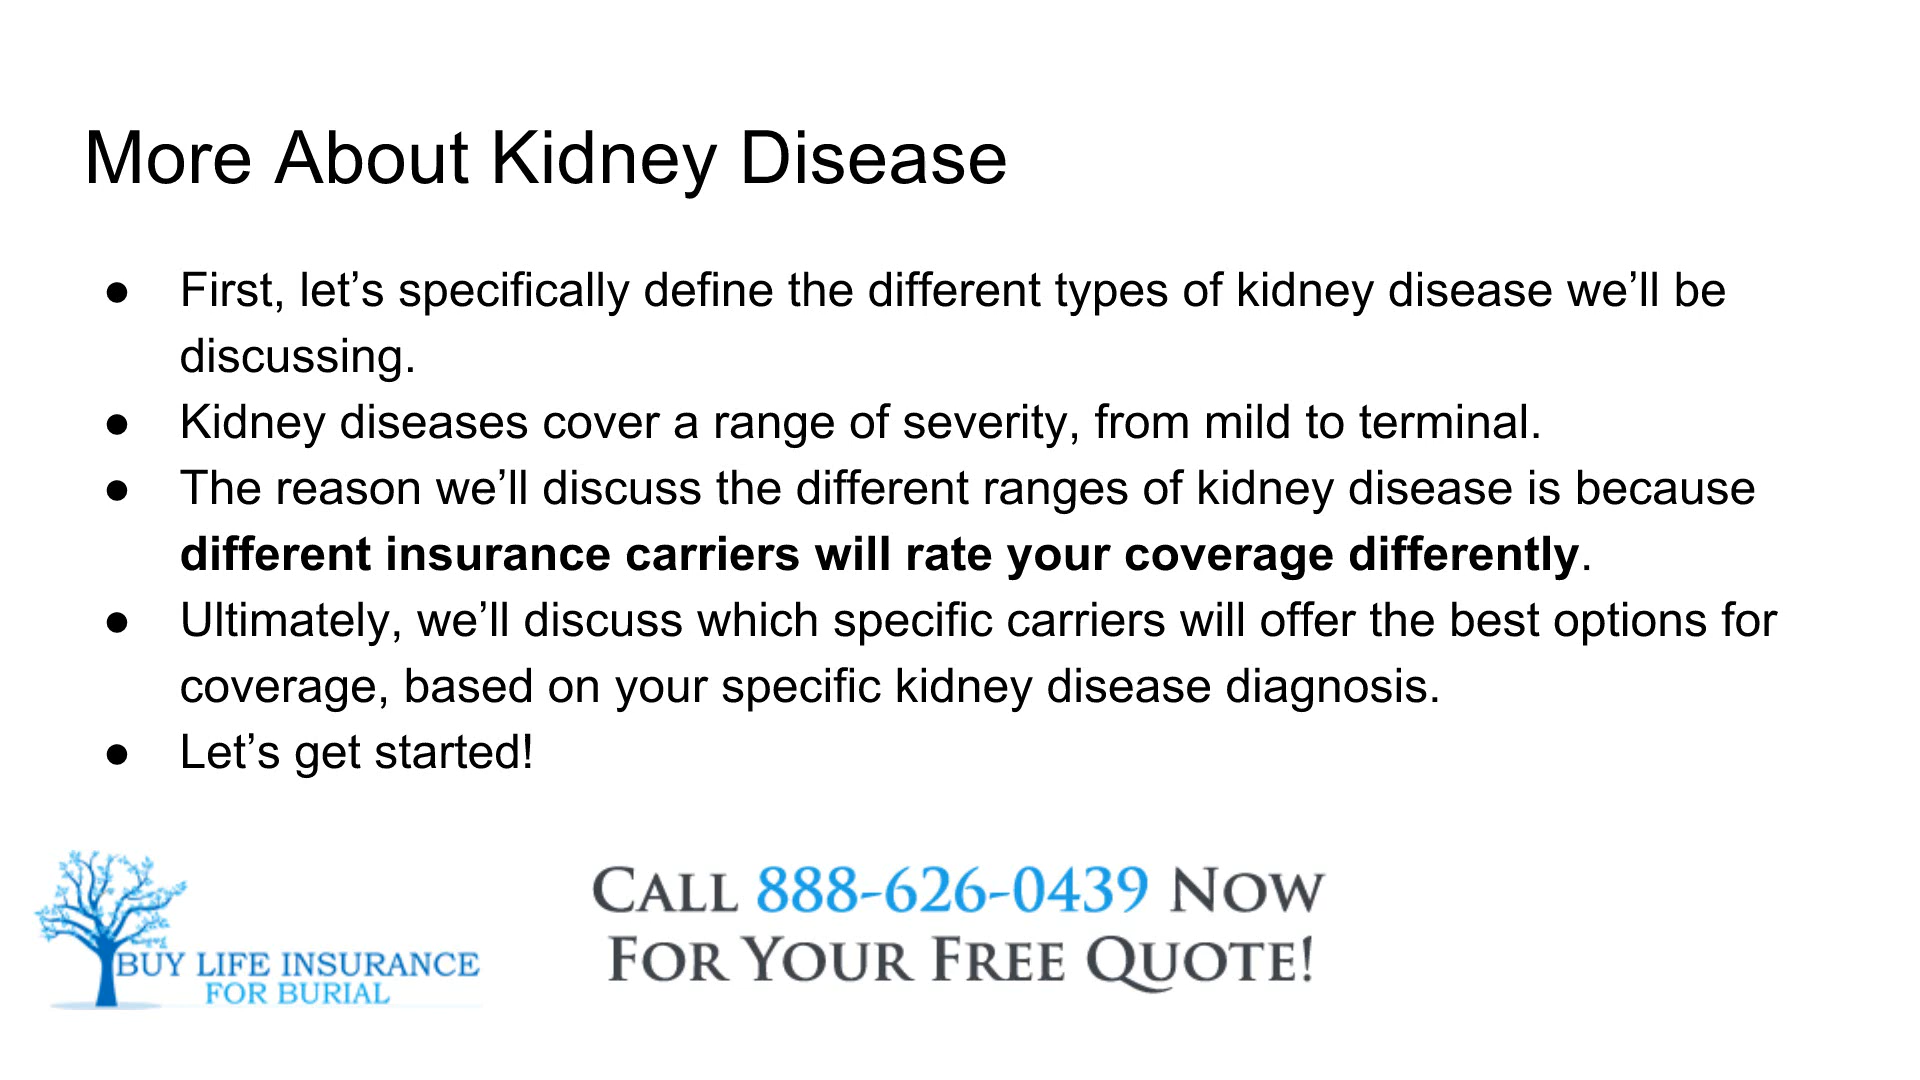 More About Kidney Disease
● First, let’s specifically define the different types of kidney disease we’ll be
discussing.
● Kidney diseases cover a range of severity, from mild to terminal.
● The reason we’ll discuss the different ranges of kidney disease is because
different insurance carriers will rate your coverage differently.
● Ultimately, we’ll discuss which specific carriers will offer the best options for
coverage, based on your specific kidney disease diagnosis.
● Let’s get started!
BUY LIFE INSURANCE
FOR BURIAL
CALL 888-626-0439 NOW
FOR YOUR FREE QUOTE!